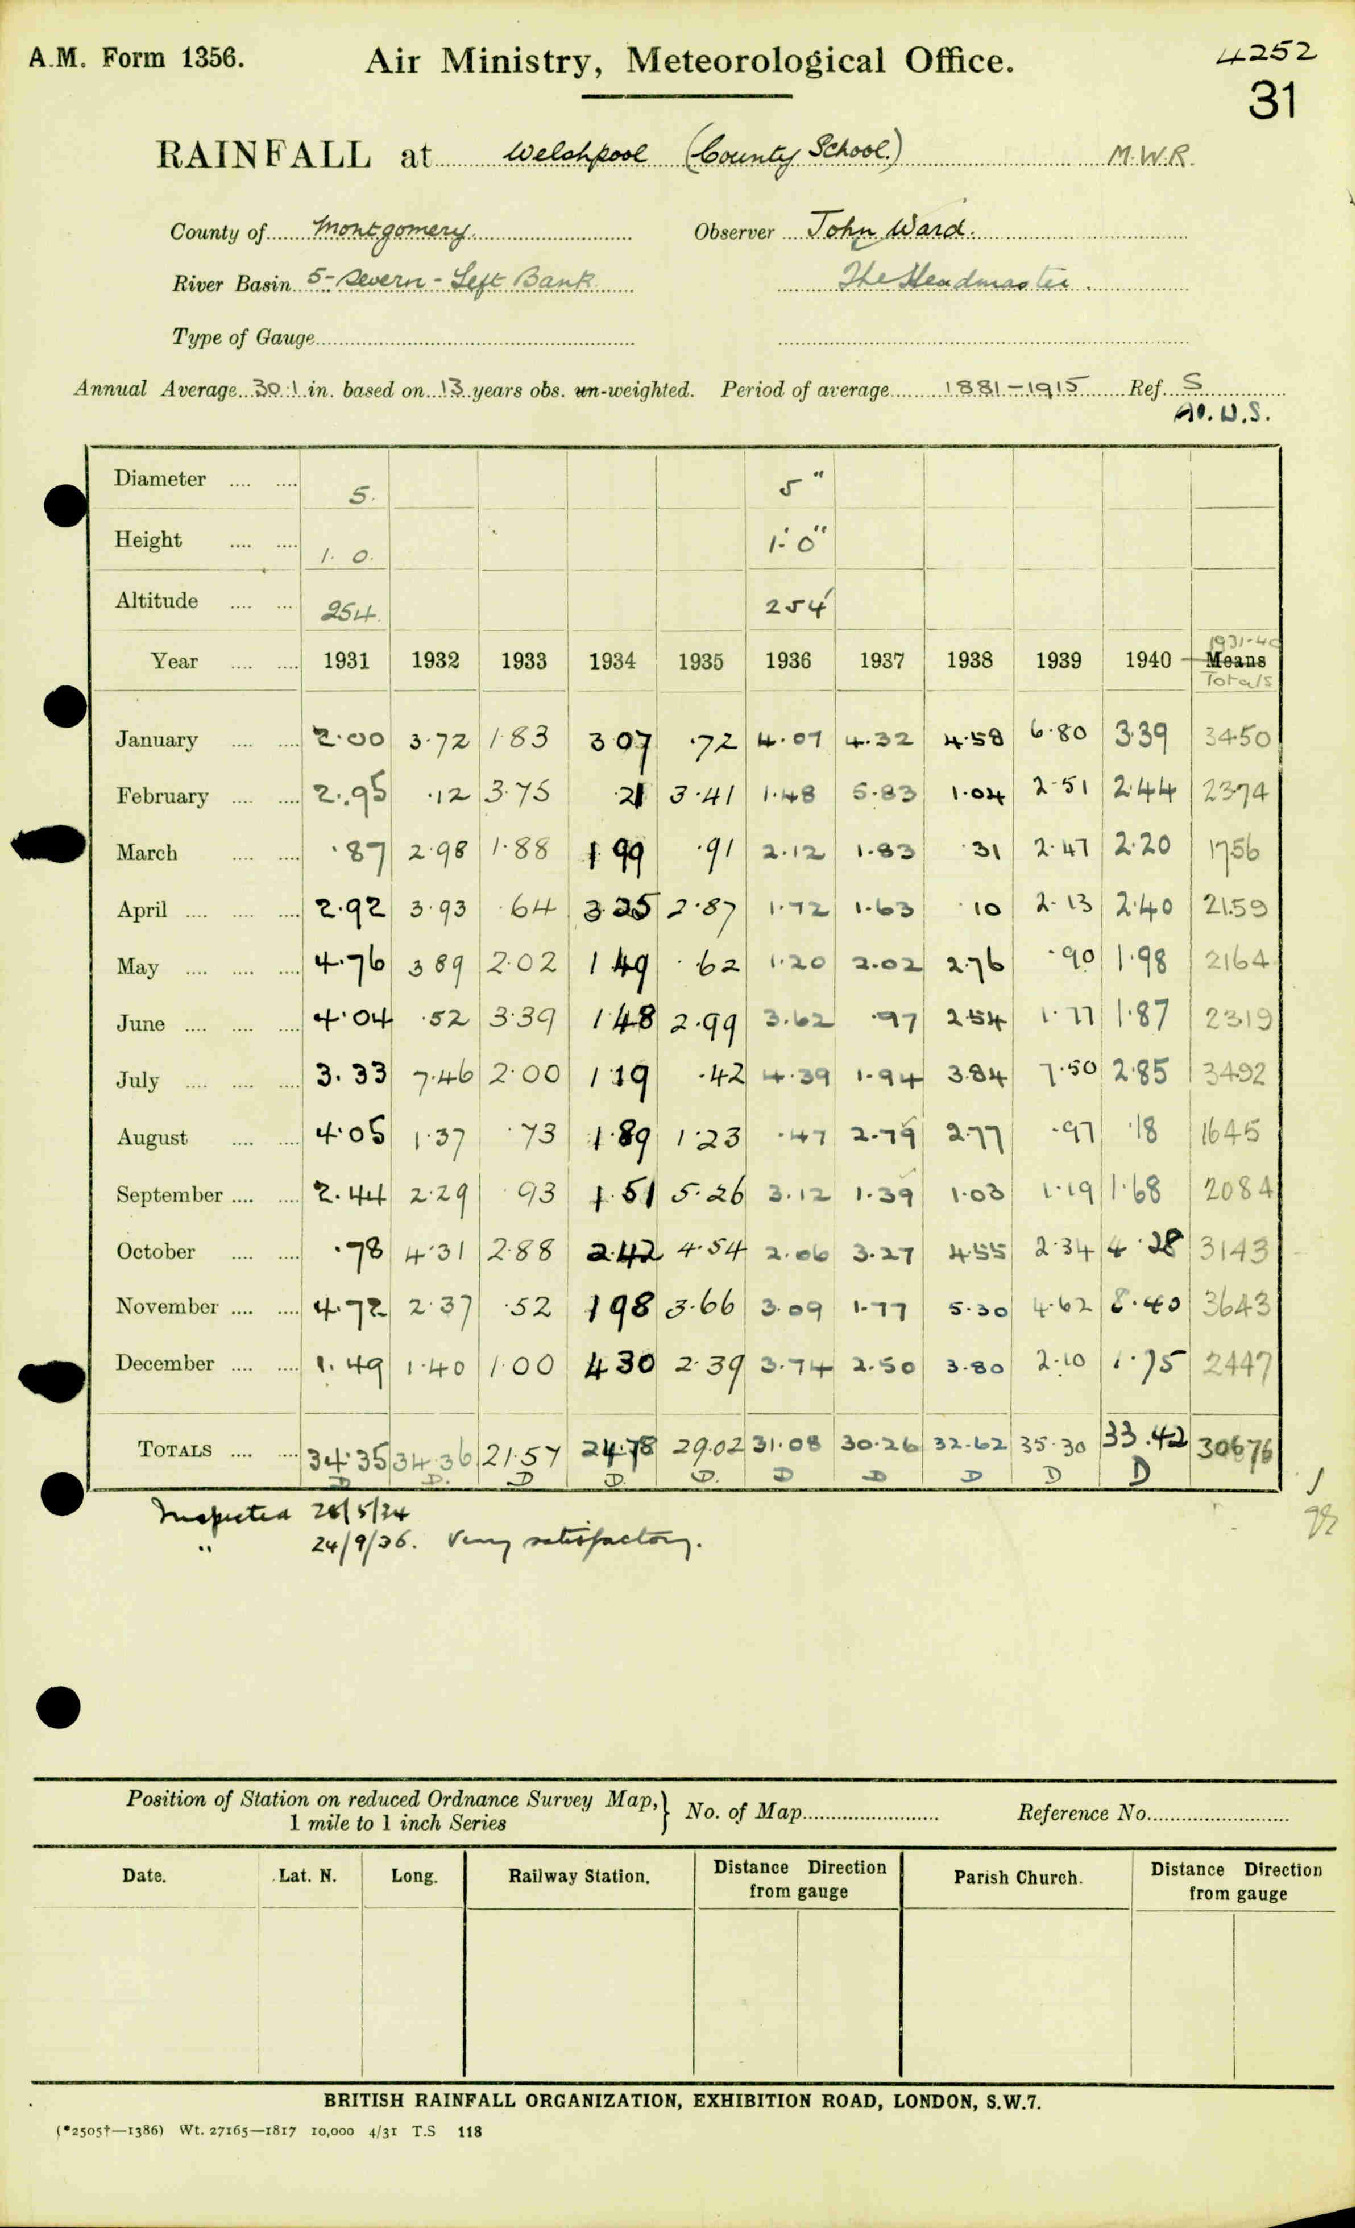 A.M. Form 1356. Air Ministry, Meteorological Office. 4252
31
RAINFALL at Welshpool (County School.) M.W.R.
County of Montgomery. Observer John Ward.
River Basin 5 - Severn - Left Bank The Headmaster.
Type of Gauge
Annual Average 30.1 in. based on 13 years obs. un-weighted. Period of average 1881-1915 Ref. S
Diameter 5. 5"
Height 1. 0. 1' 0"
Altitude 254. 254'
1931-40
Year 1931 1932 1933 1934 1935 1936 1937 1938 1939 1940 Means
Totals
January 2.00 3.72 1.83 3 07 .72 4.07 4.32 4.58 6.80 3.39 3450
February 2.95 .12 3.75 .21 3.41 1.48 5.83 1.04 2.51 2.44 2374
March .87 2.98 1.88 1 99 .91 2.12 1.83 .31 2.47 2.20 1756
April 2.92 3.93 .64 3 25 2.87 1.72 1.63 .10 2.13 2.40 2159
May 4.76 3 89 2.02 1 49 .62 1.20 2.02 2.76 .90 1.98 2164
June 4.04 .52 3.39 1 48 2.99 3.62 .97 2.54 1.77 1.87 2319
July 3.33 7.46 2.00 1 19 .42 4.39 1.94 3.84 7.50 2.85 3492
August 4.05 1.37 .73 1.89 1.23 .47 2.79 2.77 .97 .18 1645
September 2.44 2.29 .93 1.51 5.26 3.12 1.39 1.03 1.19 1.68 2084
October .78 4.31 2.88 2.42 4.54 2.06 3.27 4.55 2.34 4.28 3143
November 4.72 2.37 .52 1 98 3.66 3.09 1.77 5.30 4.62 8.40 3643
December 1.49 1.40 1.00 4 30 2.39 3.74 2.50 3.80 2.10 1.75 2447
TOTALS 34.35 34.36 21.57 24.78 29.02 31.08 30.26 32.62 35.30 33.42 30676
D D. D D. D. D D D D D
Inspected 28/5/34
" 24/9/36. Very satisfactory.
Position of Station on reduced Ordnance Survey Map, 1 mile to 1 inch Series } No. of Map Reference No.
Date. Lat. N. Long. Railway Station. Distance Direction from gauge Parish Church. Distance Direction from gauge
BRITISH RAINFALL ORGANIZATION, EXHIBITION ROAD, LONDON, S.W.7.
(*2505†—1386) Wt. 27165—1817 10,000 4/31 T.S 118